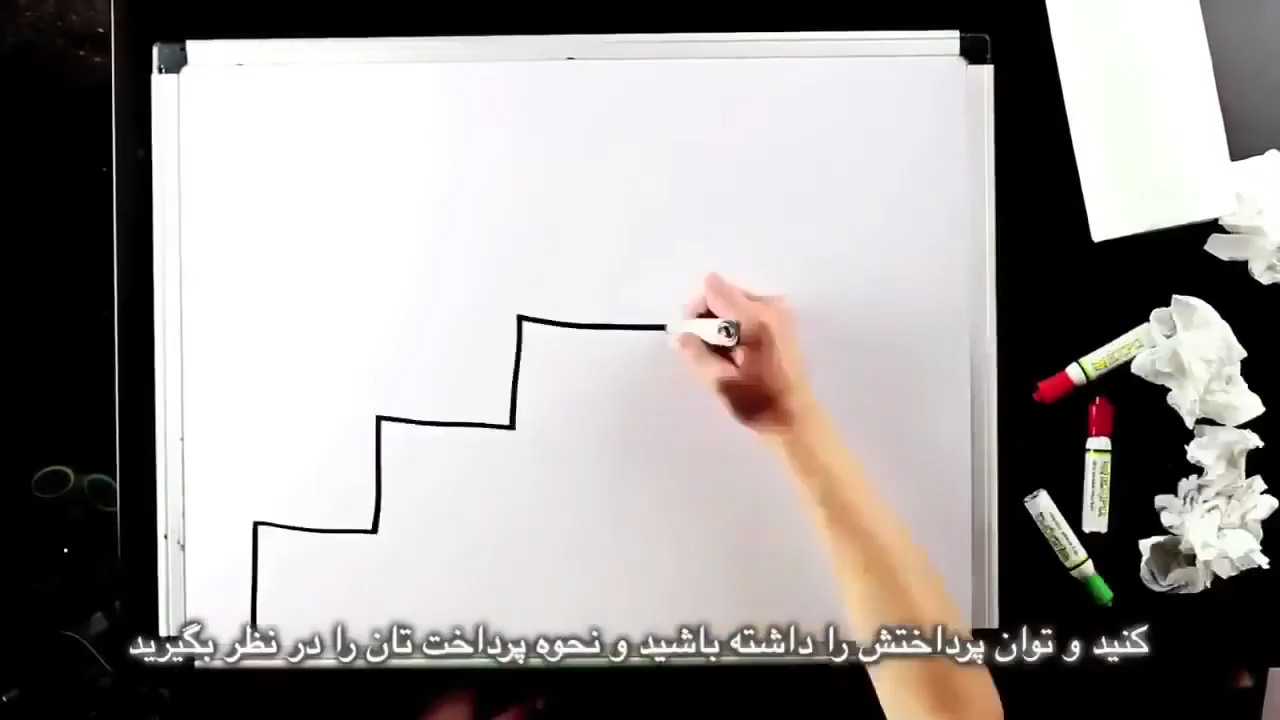 کنید و توان پرداختش را داشته باشید و نحوه پرداخت تان را در نظر بگیرید